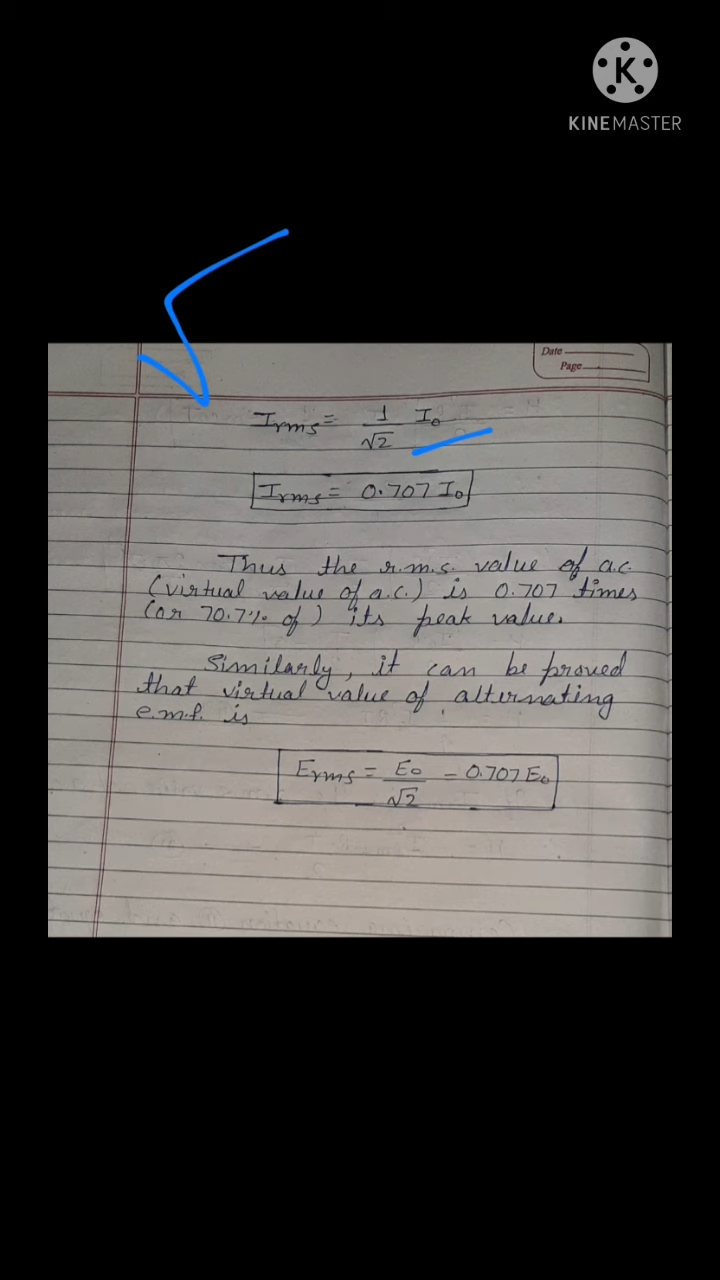 KINEMASTER
Date
Page
Irms = 1/√2 I₀
Irms = 0.707 I₀
Thus the r.m.s. value of a.c.
(virtual value of a.c.) is 0.707 times
(or 70.7% of) its peak value.
Similarly, it can be proved
that virtual value of alternating
e.m.f. is
Erms = E₀/√2 = 0.707 E₀